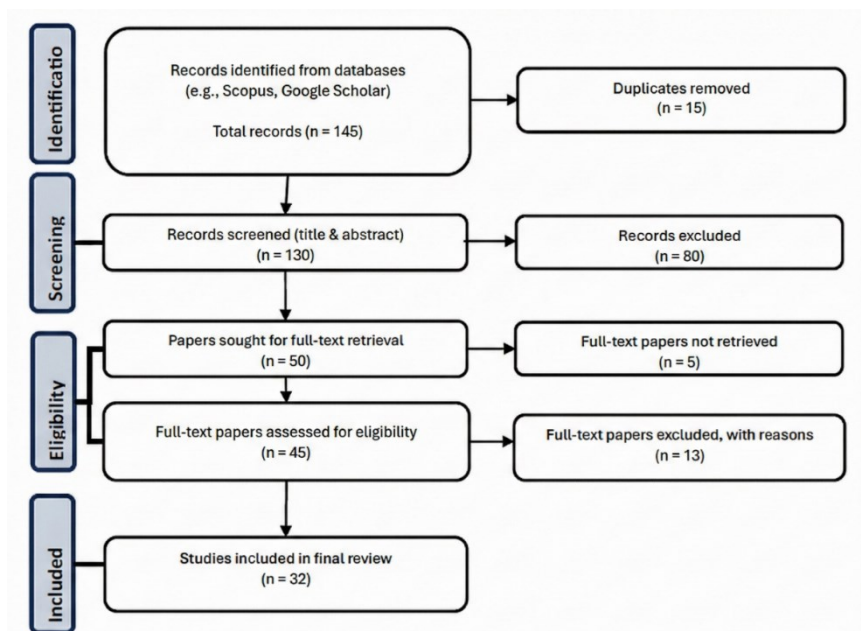 Identificatio
Records identified from databases
(e.g., Scopus, Google Scholar)
Total records (n = 145)
Duplicates removed
(n = 15)
Screening
Records screened (title & abstract)
(n = 130)
Records excluded
(n = 80)
Eligibility
Papers sought for full-text retrieval
(n = 50)
Full-text papers not retrieved
(n = 5)
Full-text papers assessed for eligibility
(n = 45)
Full-text papers excluded, with reasons
(n = 13)
Included
Studies included in final review
(n = 32)